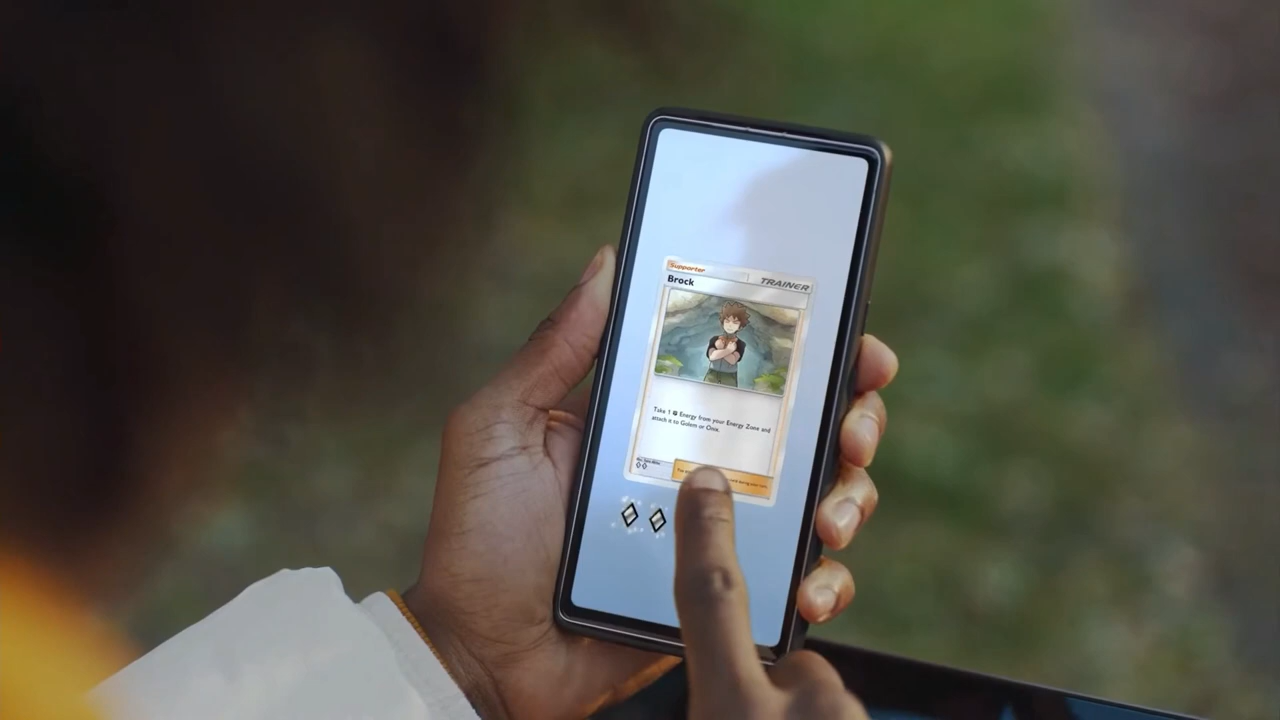 Supporter
Brock
TRAINER
Take 1 Energy from your Energy Zone and
attach it to Golem or Onix.